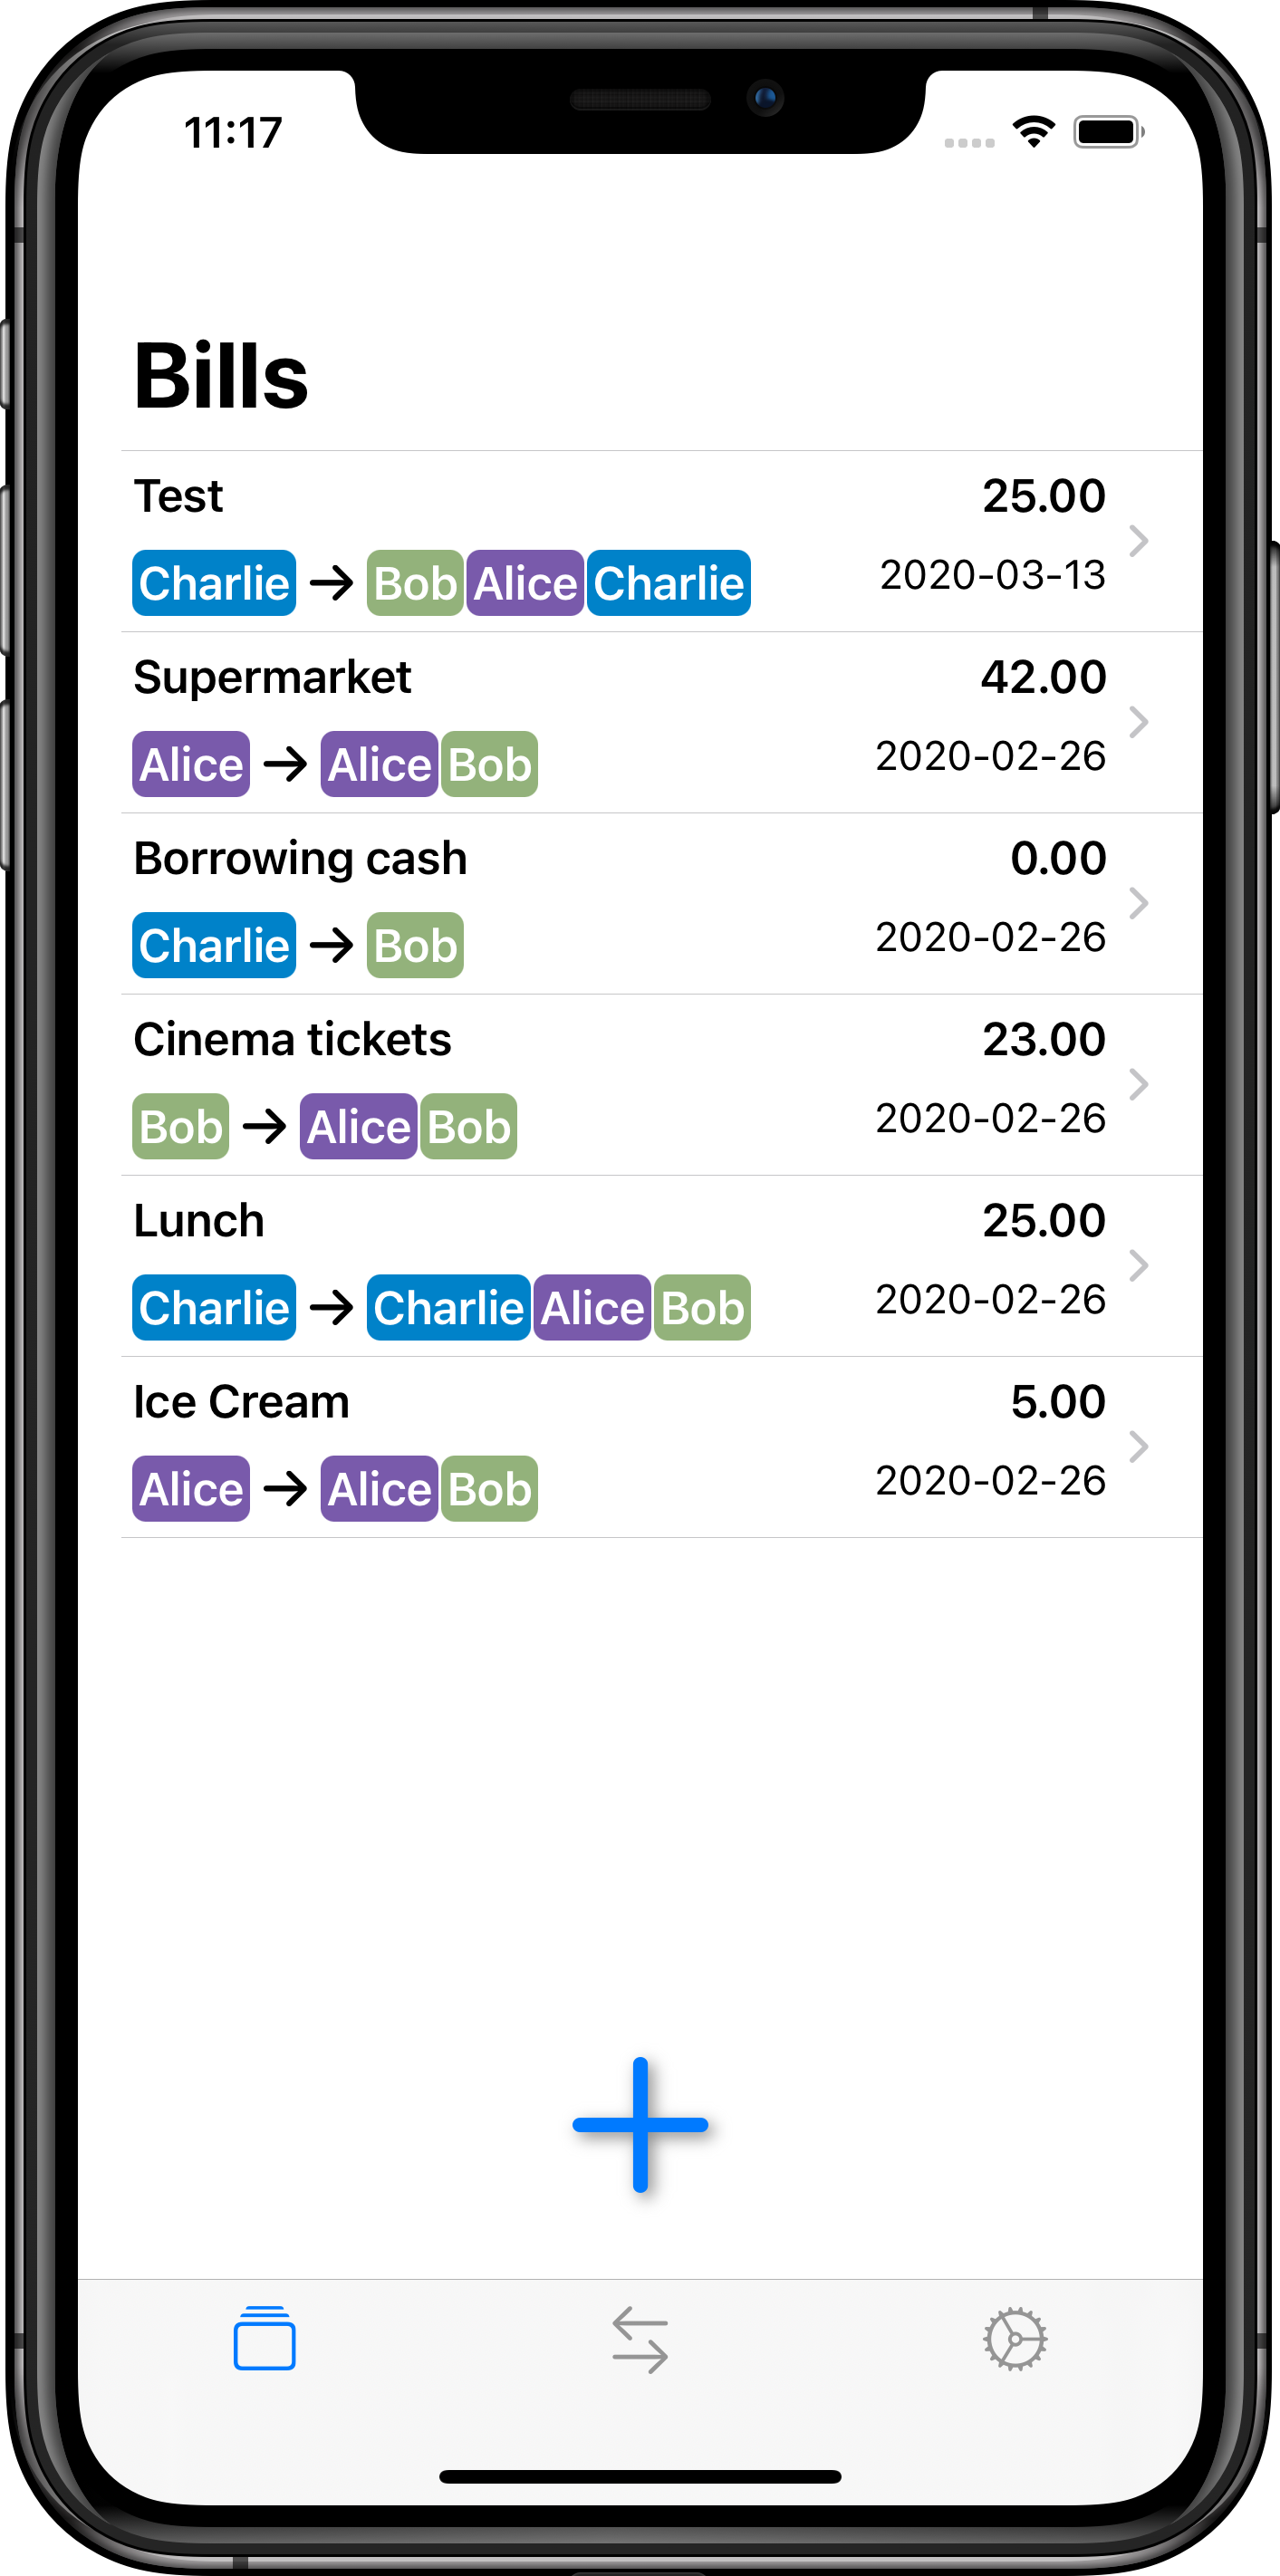 11:17
Bills
Test 25.00
Charlie → Bob Alice Charlie 2020-03-13
Supermarket 42.00
Alice → Alice Bob 2020-02-26
Borrowing cash 0.00
Charlie → Bob 2020-02-26
Cinema tickets 23.00
Bob → Alice Bob 2020-02-26
Lunch 25.00
Charlie → Charlie Alice Bob 2020-02-26
Ice Cream 5.00
Alice → Alice Bob 2020-02-26